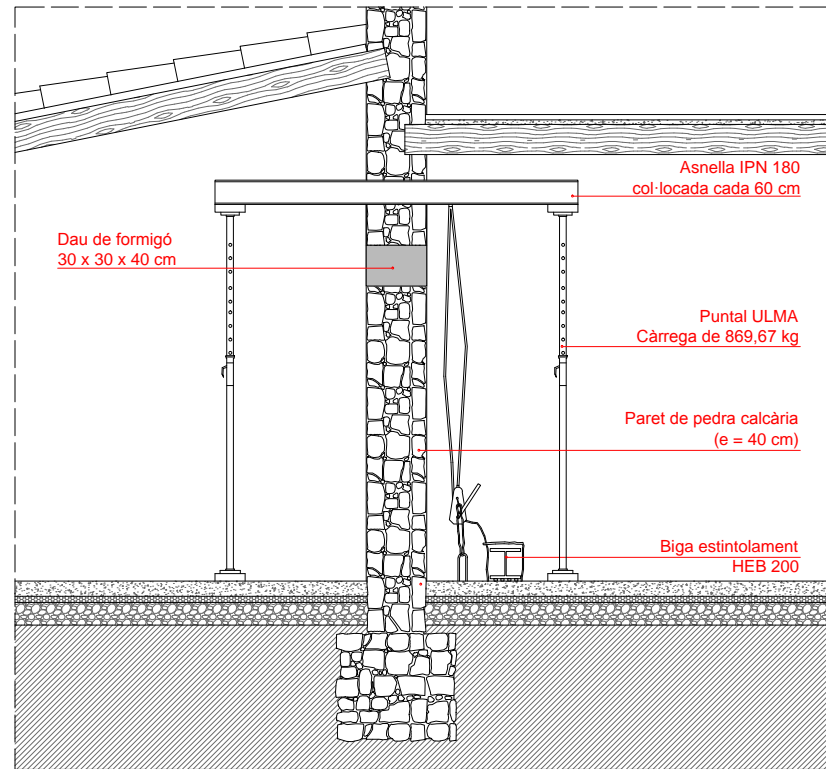 Asnella IPN 180
col·locada cada 60 cm
Dau de formigó
30 x 30 x 40 cm
Puntal ULMA
Càrrega de 869,67 kg
Paret de pedra calcària
(e = 40 cm)
Biga estintolament
HEB 200